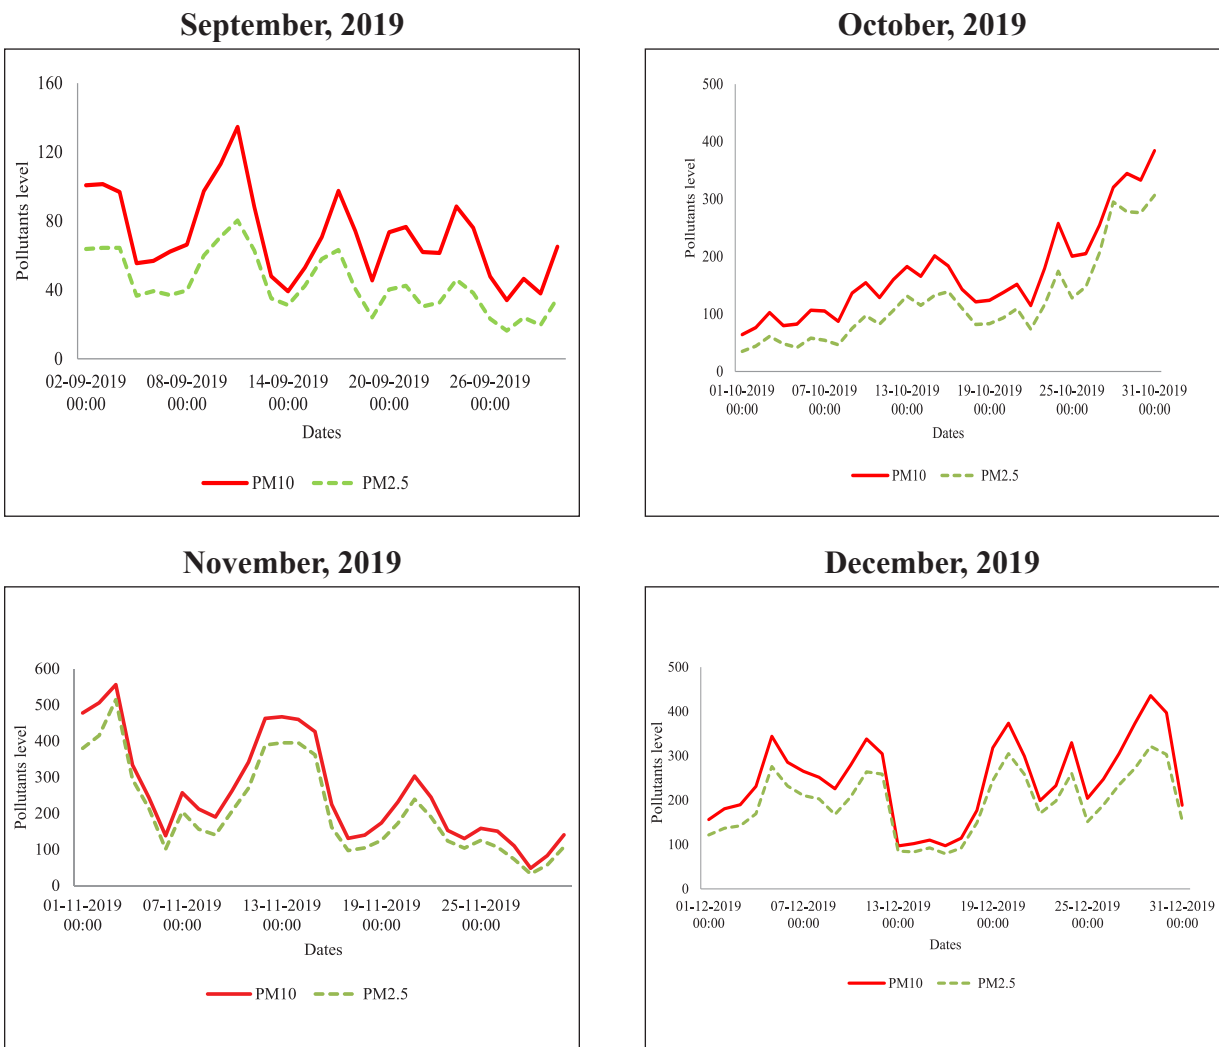 September, 2019
160
120
80
40
0
Pollutants level
02-09-2019 08-09-2019 14-09-2019 20-09-2019 26-09-2019
00:00 00:00 00:00 00:00 00:00
Dates
PM10 PM2.5
October, 2019
500
400
300
200
100
0
Pollutants level
01-10-2019 07-10-2019 13-10-2019 19-10-2019 25-10-2019 31-10-2019
00:00 00:00 00:00 00:00 00:00 00:00
Dates
PM10 PM2.5
November, 2019
600
500
400
300
200
100
0
Pollutants level
01-11-2019 07-11-2019 13-11-2019 19-11-2019 25-11-2019
00:00 00:00 00:00 00:00 00:00
Dates
PM10 PM2.5
December, 2019
500
400
300
200
100
0
Pollutants level
01-12-2019 07-12-2019 13-12-2019 19-12-2019 25-12-2019 31-12-2019
00:00 00:00 00:00 00:00 00:00 00:00
Dates
PM10 PM2.5